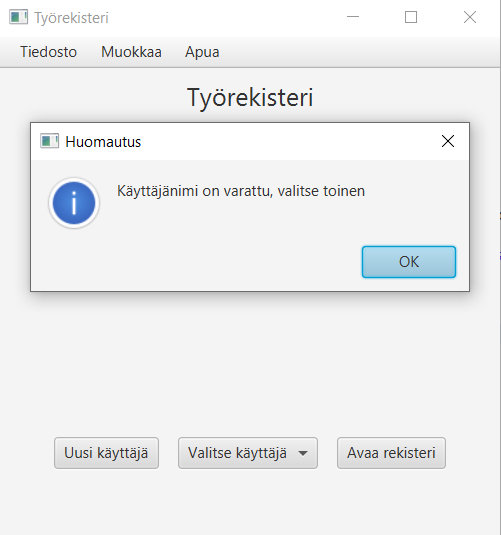 Työrekisteri
Tiedosto Muokkaa Apua
Työrekisteri
Huomautus
Käyttäjänimi on varattu, valitse toinen
OK
Uusi käyttäjä Valitse käyttäjä Avaa rekisteri